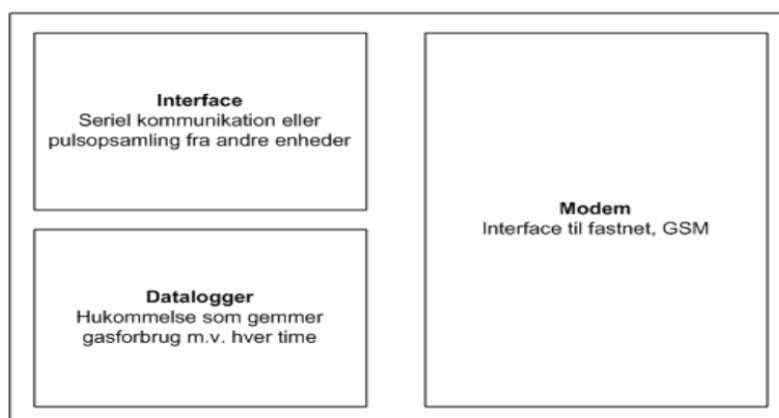 Interface
Seriel kommunikation eller
pulsopsamling fra andre enheder
Datalogger
Hukommelse som gemmer
gasforbrug m.v. hver time
Modem
Interface til fastnet, GSM